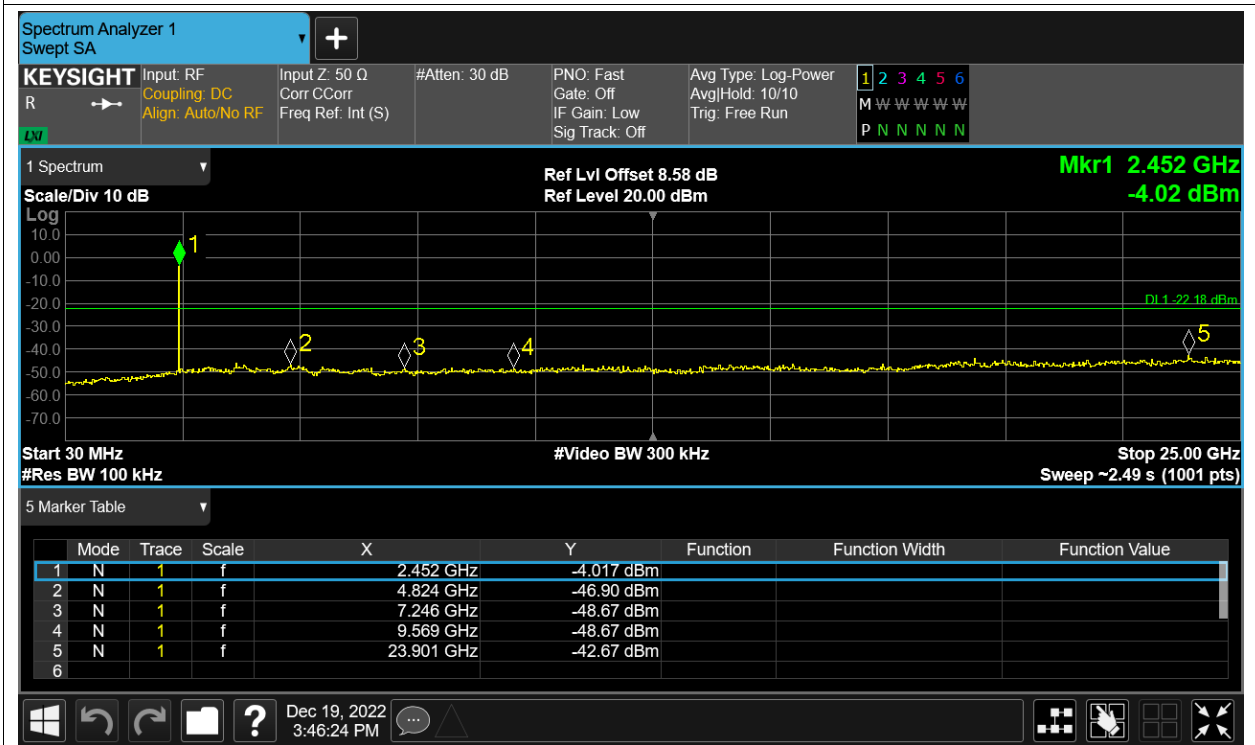 Spectrum Analyzer 1
Swept SA
KEYSIGHT Input: RF Input Z: 50 Ω #Atten: 30 dB PNO: Fast Avg Type: Log-Power 1 2 3 4 5 6
R Coupling: DC Corr CCorr Gate: Off Avg|Hold: 10/10 M W W W W W W
Align: Auto/No RF Freq Ref: Int (S) IF Gain: Low Trig: Free Run
LXI Sig Track: Off P N N N N N N
1 Spectrum Ref Lvl Offset 8.58 dB Mkr1 2.452 GHz
Scale/Div 10 dB Ref Level 20.00 dBm -4.02 dBm
Log
10.0
1
0.00
-10.0
-20.0
DL1 -22.18 dBm
-30.0
2 3 4 5
-40.0
-50.0
-60.0
-70.0
Start 30 MHz #Video BW 300 kHz Stop 25.00 GHz
#Res BW 100 kHz Sweep ~2.49 s (1001 pts)
5 Marker Table
Mode Trace Scale X Y Function Function Width Function Value
1 N 1 f 2.452 GHz -4.017 dBm
2 N 1 f 4.824 GHz -46.90 dBm
3 N 1 f 7.246 GHz -48.67 dBm
4 N 1 f 9.569 GHz -48.67 dBm
5 N 1 f 23.901 GHz -42.67 dBm
6
? Dec 19, 2022
3:46:24 PM